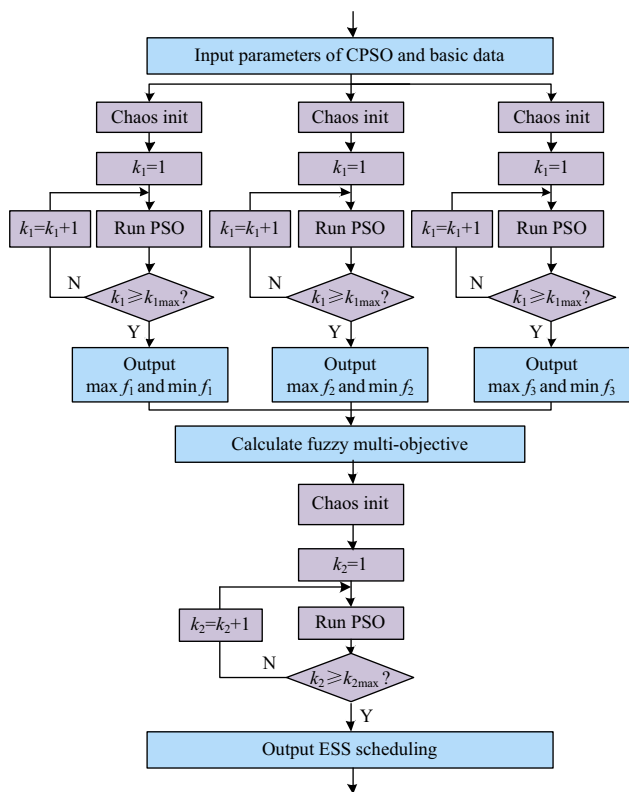 Input parameters of CPSO and basic data
Chaos init Chaos init Chaos init
k₁=1 k₁=1 k₁=1
k₁=k₁+1 Run PSO k₁=k₁+1 Run PSO k₁=k₁+1 Run PSO
N k₁≥k₁max? N k₁≥k₁max? N k₁≥k₁max?
Y Y Y
Output Output Output
max f₁ and min f₁ max f₂ and min f₂ max f₃ and min f₃
Calculate fuzzy multi-objective
Chaos init
k₂=1
k₂=k₂+1 Run PSO
N k₂≥k₂max?
Y
Output ESS scheduling